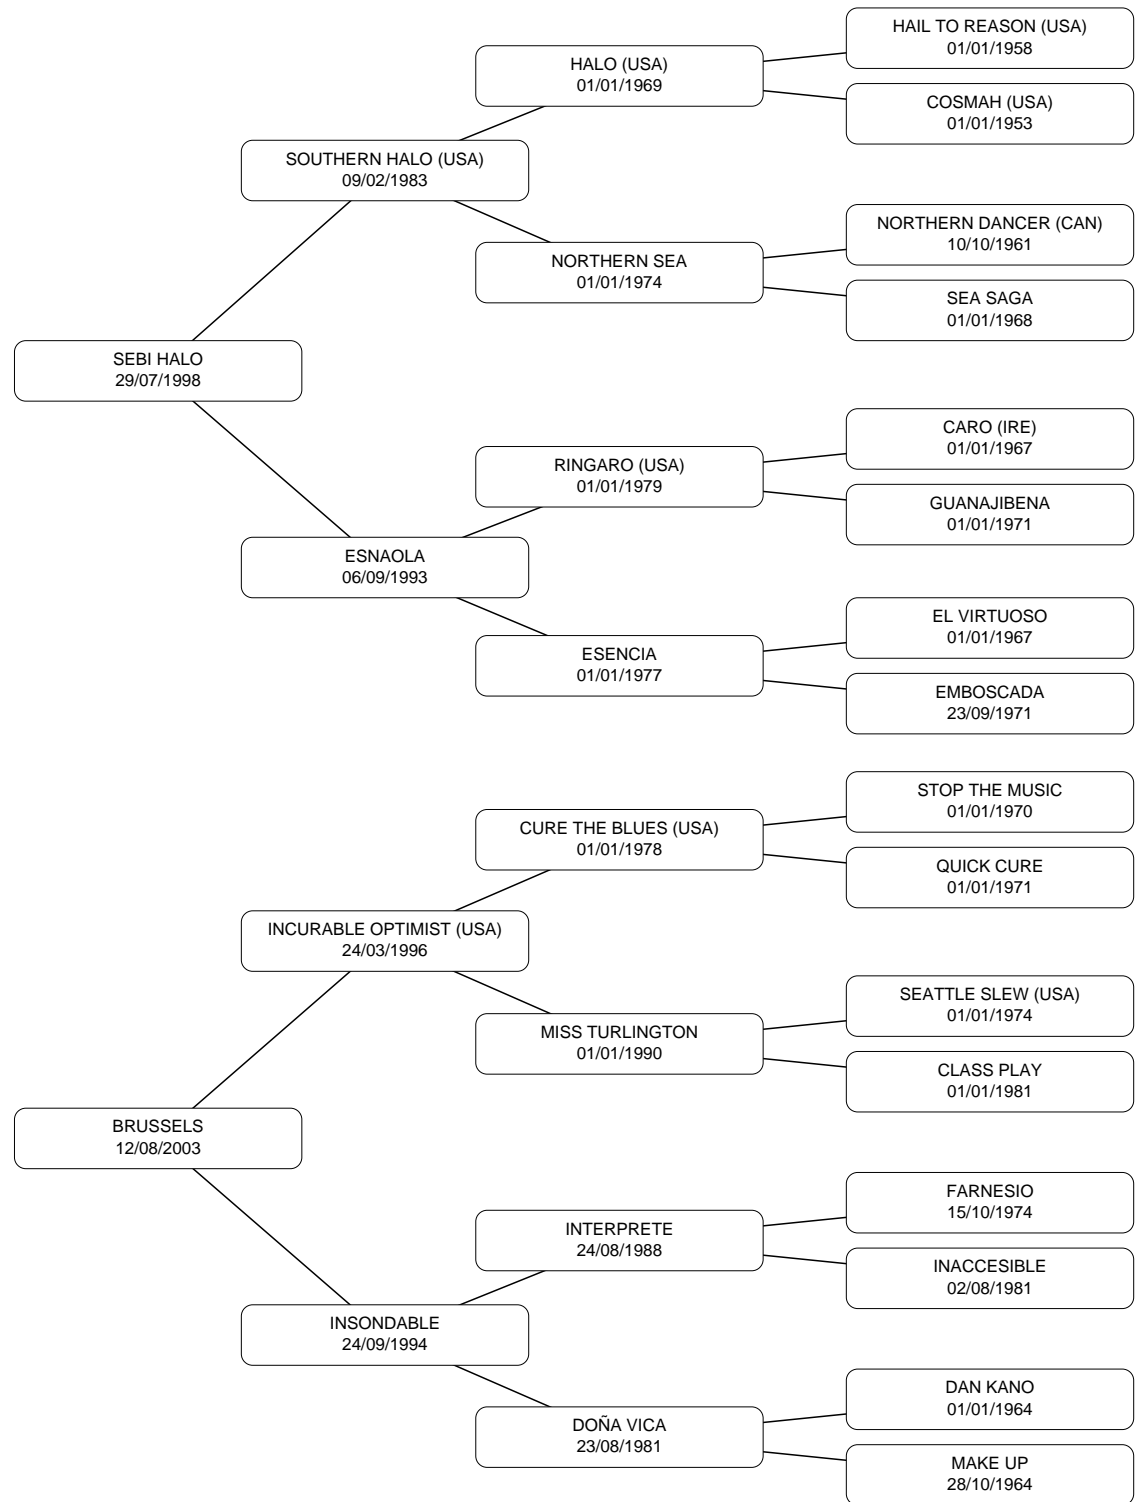 HAIL TO REASON (USA)
01/01/1958
HALO (USA)
01/01/1969
COSMAH (USA)
01/01/1953
SOUTHERN HALO (USA)
09/02/1983
NORTHERN DANCER (CAN)
10/10/1961
NORTHERN SEA
01/01/1974
SEA SAGA
01/01/1968
SEBI HALO
29/07/1998
CARO (IRE)
01/01/1967
RINGARO (USA)
01/01/1979
GUANAJIBENA
01/01/1971
ESNAOLA
06/09/1993
EL VIRTUOSO
01/01/1967
ESENCIA
01/01/1977
EMBOSCADA
23/09/1971
STOP THE MUSIC
01/01/1970
CURE THE BLUES (USA)
01/01/1978
QUICK CURE
01/01/1971
INCURABLE OPTIMIST (USA)
24/03/1996
SEATTLE SLEW (USA)
01/01/1974
MISS TURLINGTON
01/01/1990
CLASS PLAY
01/01/1981
BRUSSELS
12/08/2003
FARNESIO
15/10/1974
INTERPRETE
24/08/1988
INACCESIBLE
02/08/1981
INSONDABLE
24/09/1994
DAN KANO
01/01/1964
DOÑA VICA
23/08/1981
MAKE UP
28/10/1964